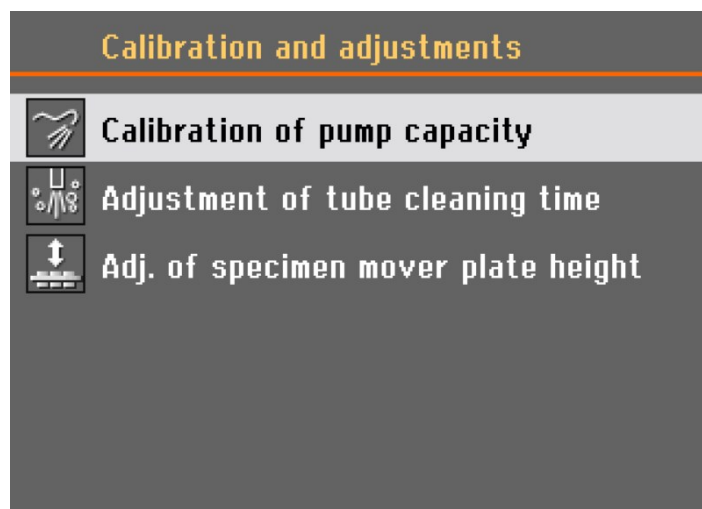 Calibration and adjustments
Calibration of pump capacity
Adjustment of tube cleaning time
Adj. of specimen mover plate height